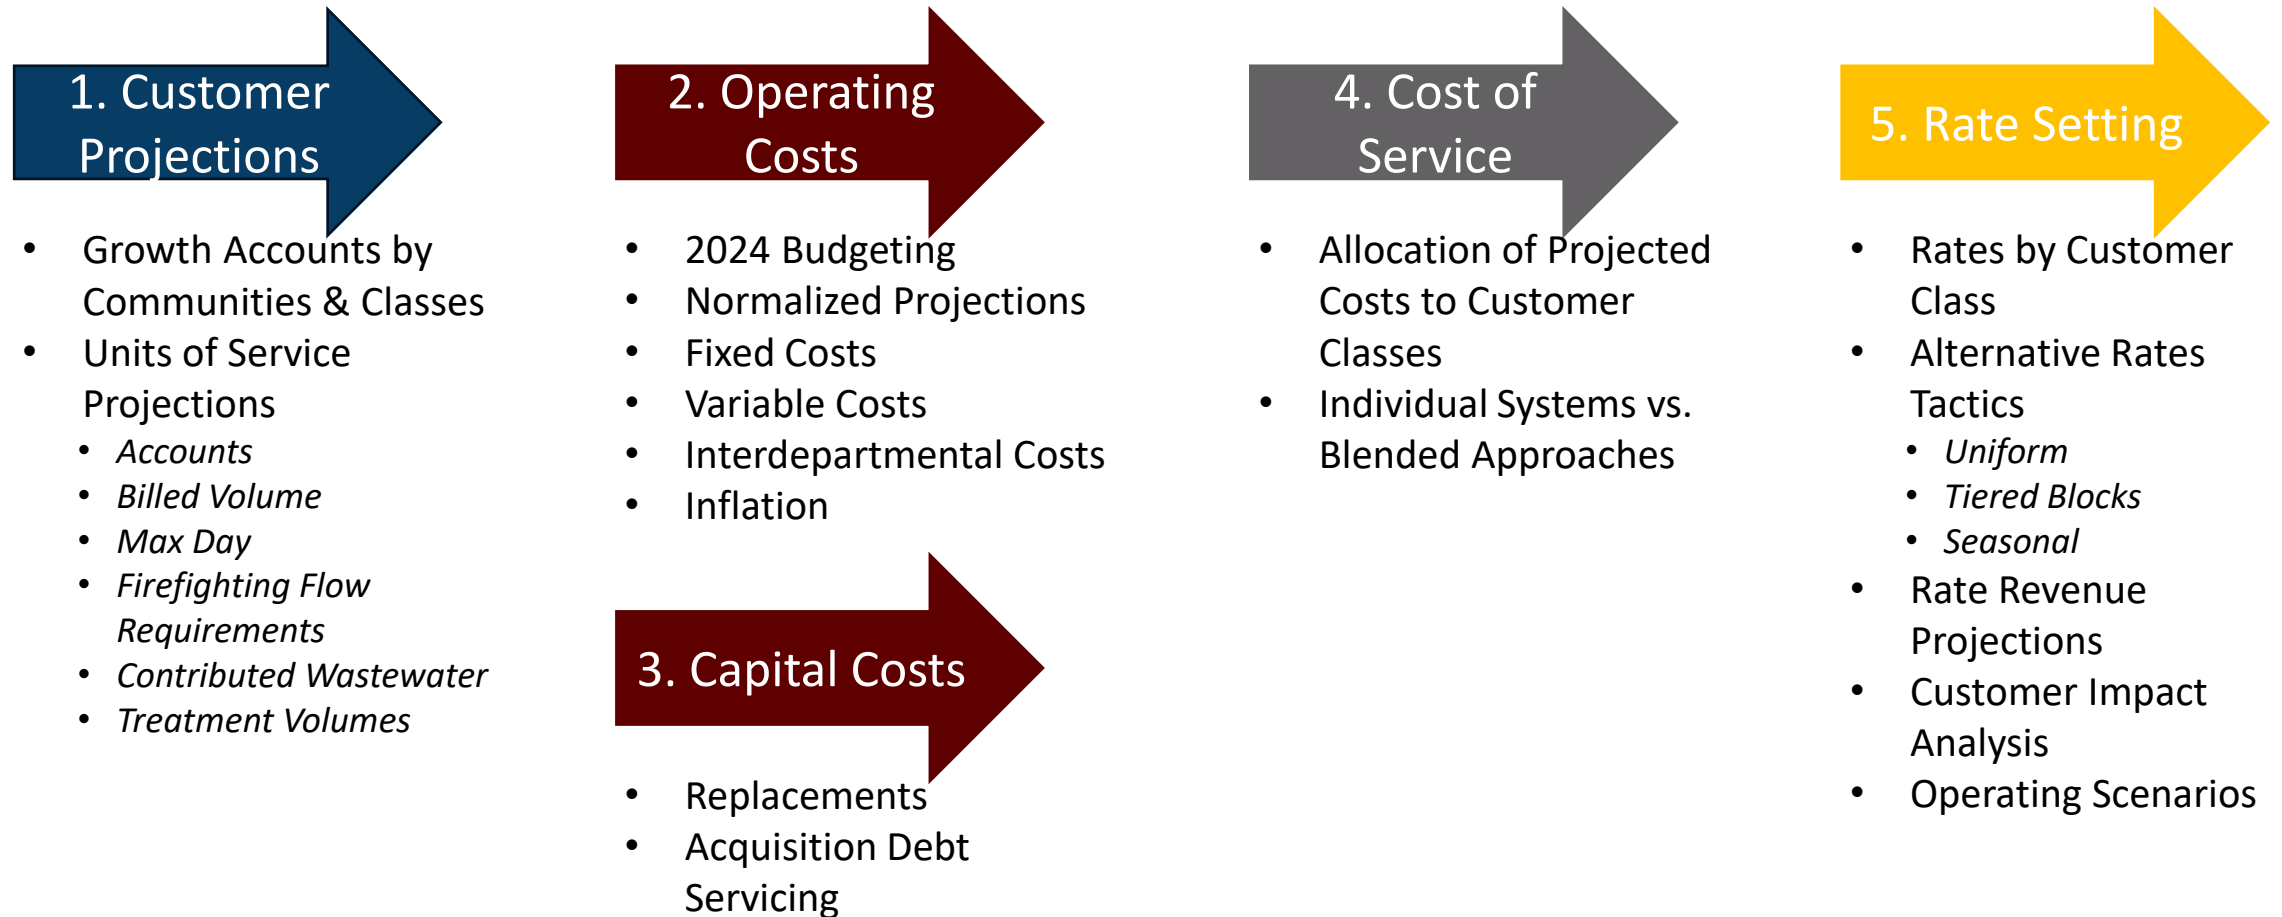 1. Customer
Projections
• Growth Accounts by
Communities & Classes
• Units of Service
Projections
• Accounts
• Billed Volume
• Max Day
• Firefighting Flow
Requirements
• Contributed Wastewater
• Treatment Volumes
2. Operating
Costs
• 2024 Budgeting
• Normalized Projections
• Fixed Costs
• Variable Costs
• Interdepartmental Costs
• Inflation
3. Capital Costs
• Replacements
• Acquisition Debt
Servicing
4. Cost of
Service
• Allocation of Projected
Costs to Customer
Classes
• Individual Systems vs.
Blended Approaches
5. Rate Setting
• Rates by Customer
Class
• Alternative Rates
Tactics
• Uniform
• Tiered Blocks
• Seasonal
• Rate Revenue
Projections
• Customer Impact
Analysis
• Operating Scenarios